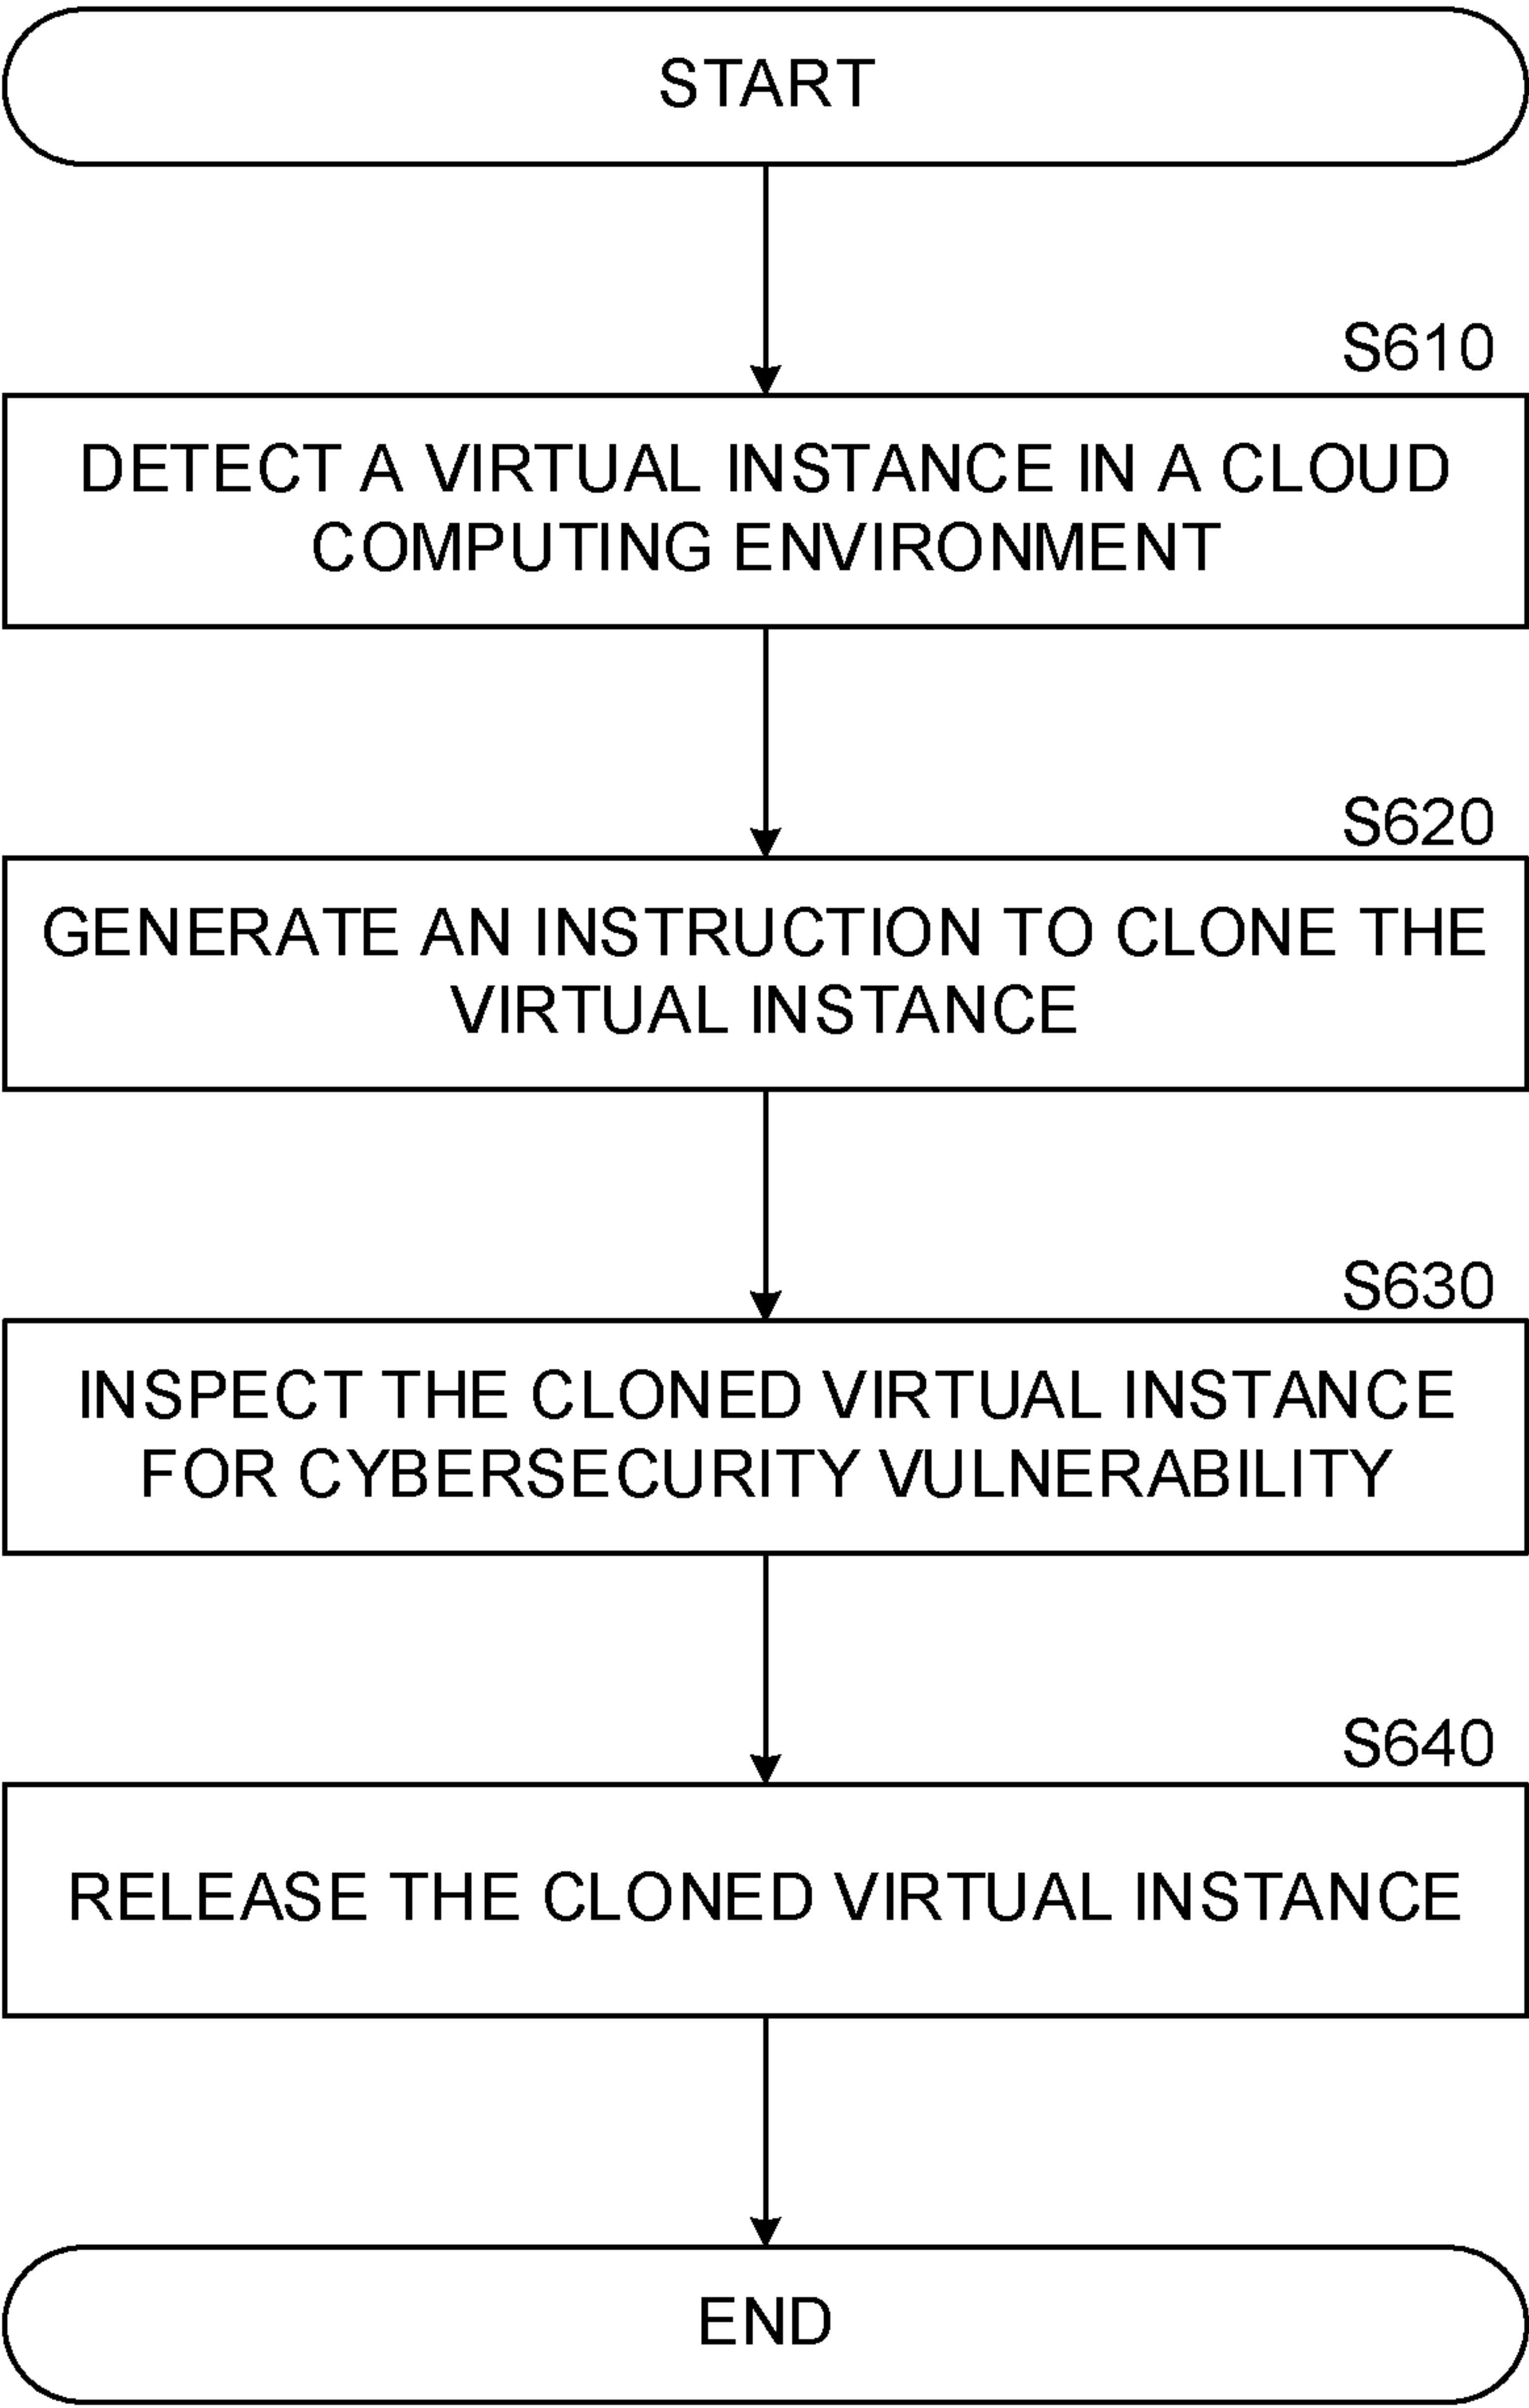 START
S610
DETECT A VIRTUAL INSTANCE IN A CLOUD
COMPUTING ENVIRONMENT
S620
GENERATE AN INSTRUCTION TO CLONE THE
VIRTUAL INSTANCE
S630
INSPECT THE CLONED VIRTUAL INSTANCE
FOR CYBERSECURITY VULNERABILITY
S640
RELEASE THE CLONED VIRTUAL INSTANCE
END